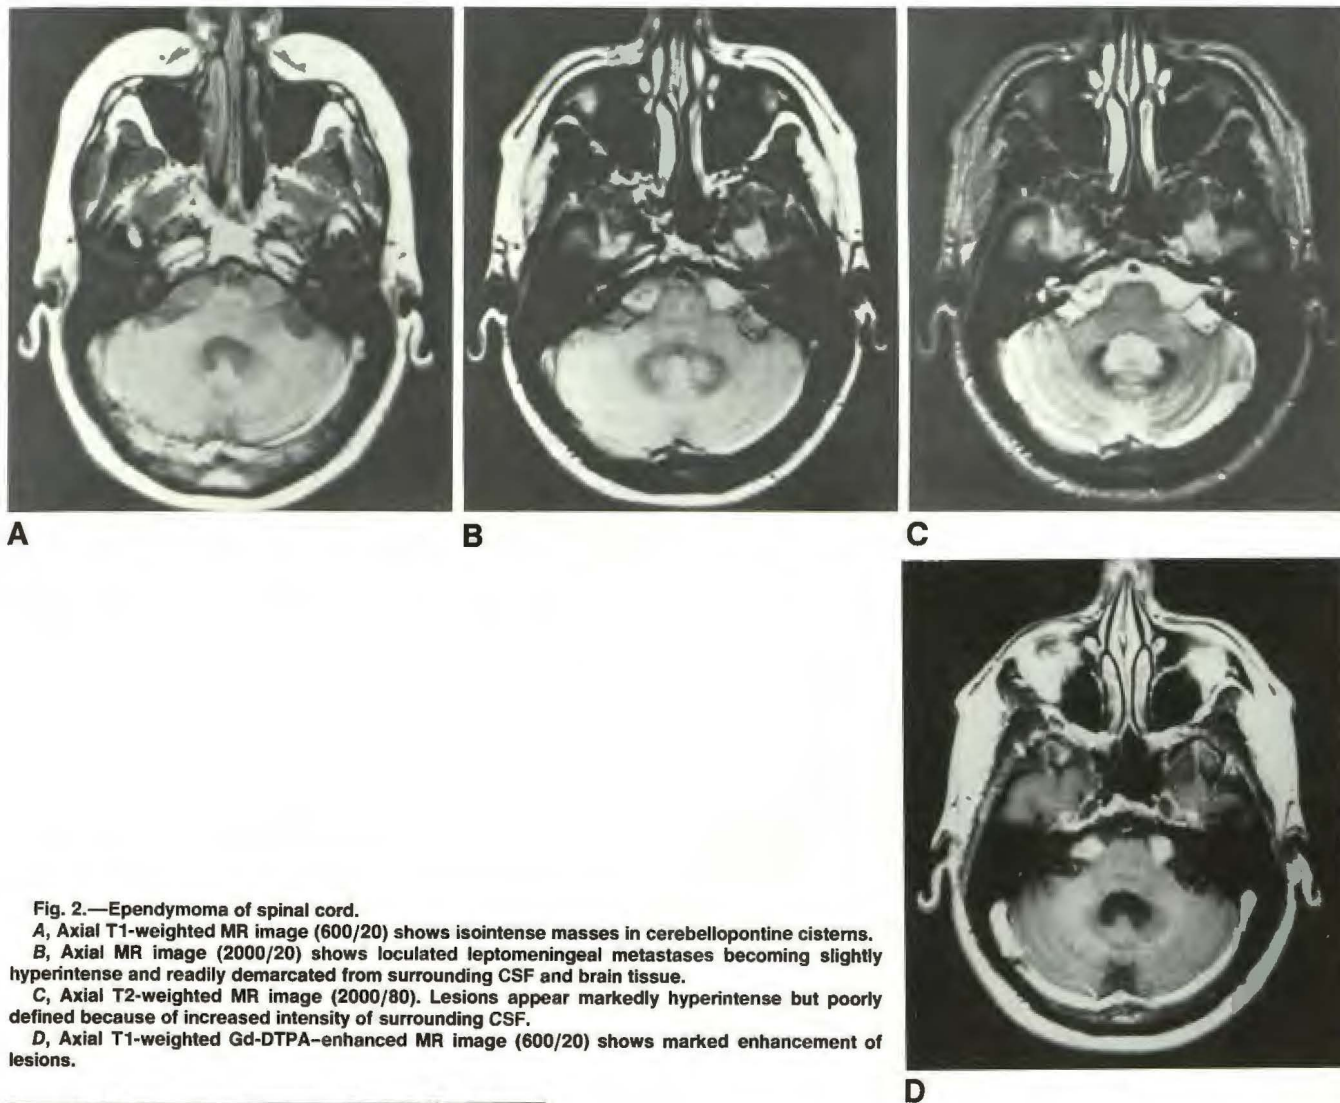 A
B
C
Fig. 2.—Ependymoma of spinal cord.
A, Axial T1-weighted MR image (600/20) shows isointense masses in cerebellopontine cisterns.
B, Axial MR image (2000/20) shows loculated leptomeningeal metastases becoming slightly
hyperintense and readily demarcated from surrounding CSF and brain tissue.
C, Axial T2-weighted MR image (2000/80). Lesions appear markedly hyperintense but poorly
defined because of increased intensity of surrounding CSF.
D, Axial T1-weighted Gd-DTPA–enhanced MR image (600/20) shows marked enhancement of
lesions.
D